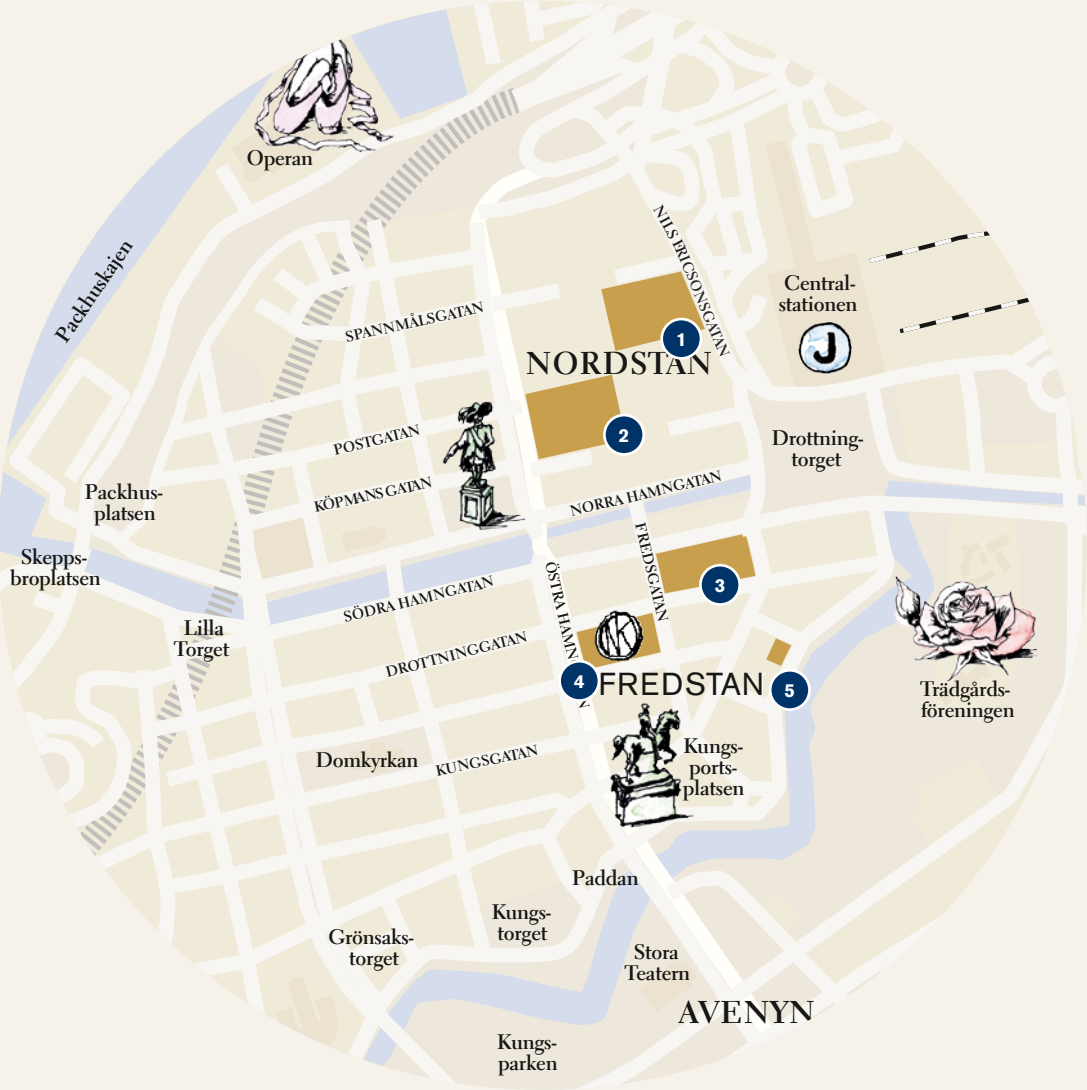 Operan
Packhuskajen
NILS ERICSONSGATAN
Central-
stationen
J
SPANNMÅLSGATAN
1
NORDSTAN
2
POSTGATAN
Drottning-
torget
KÖPMANSGATAN
NORRA HAMNGATAN
Packhus-
platsen
Skepps-
broplatsen
FREDSGATAN
ÖSTRA HAMN
N
3
SÖDRA HAMNGATAN
Lilla
Torget
DROTTNINGGATAN
NK
4
FREDSTAN
5
Trädgårds-
föreningen
Domkyrkan
KUNGSGATAN
Kungs-
ports-
platsen
Paddan
Kungs-
torget
Grönsaks-
torget
Stora
Teatern
AVENYN
Kungs-
parken